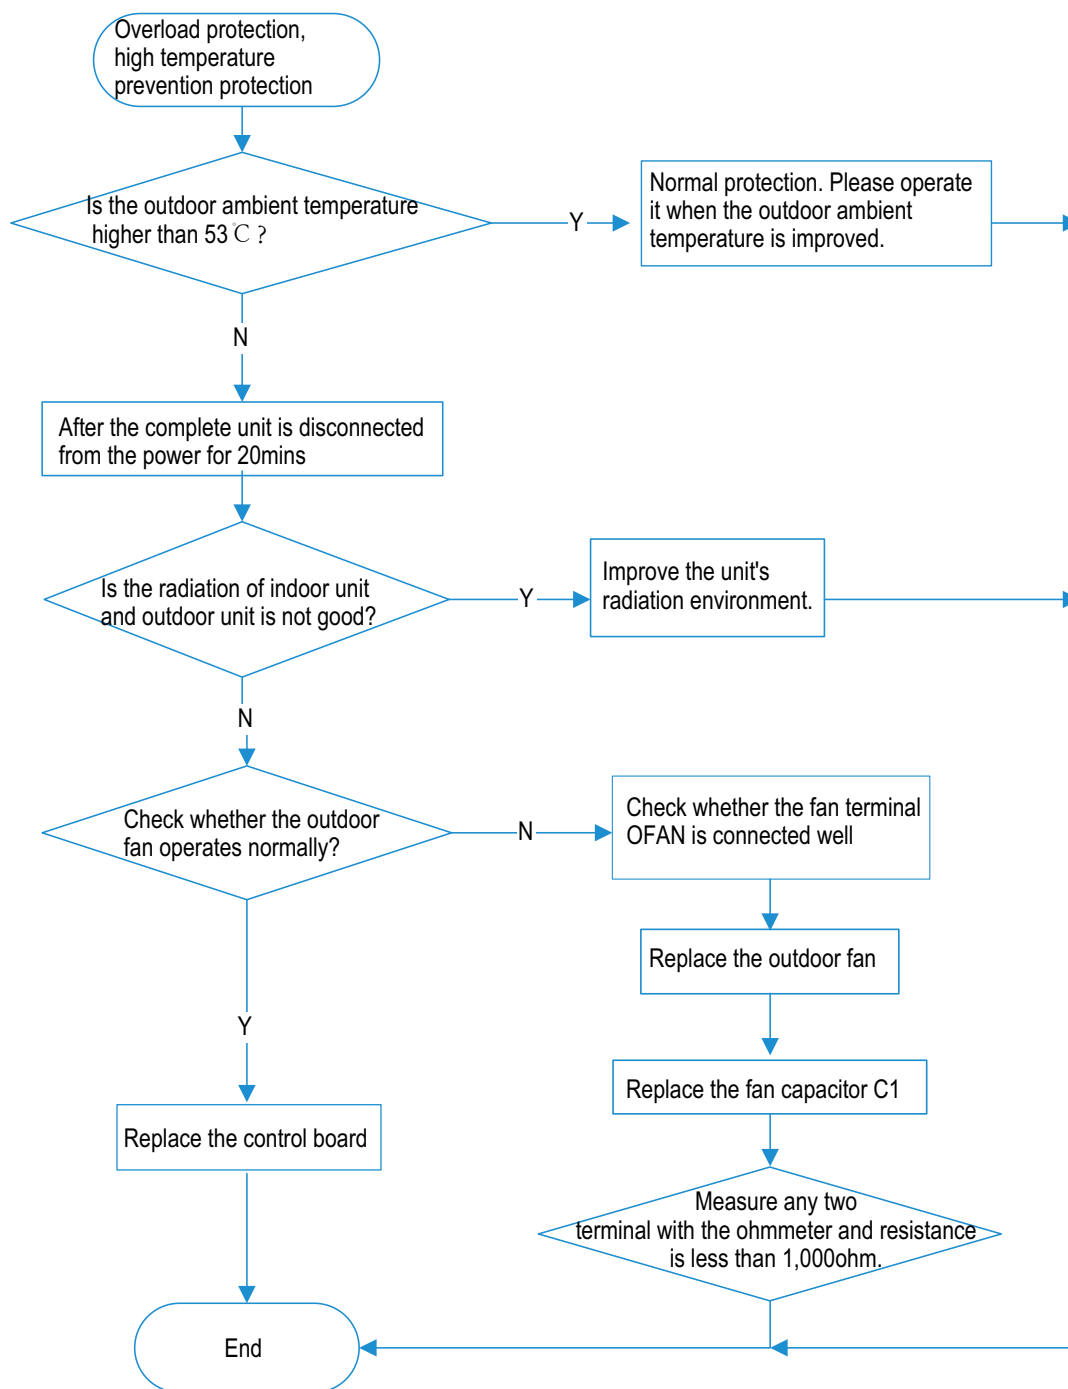 Overload protection,
high temperature
prevention protection
Is the outdoor ambient temperature
higher than 53℃ ?
Y
Normal protection. Please operate
it when the outdoor ambient
temperature is improved.
N
After the complete unit is disconnected
from the power for 20mins
Is the radiation of indoor unit
and outdoor unit is not good?
Y
Improve the unit's
radiation environment.
N
Check whether the outdoor
fan operates normally?
N
Check whether the fan terminal
OFAN is connected well
Replace the outdoor fan
Y
Replace the fan capacitor C1
Replace the control board
Measure any two
terminal with the ohmmeter and resistance
is less than 1,000ohm.
End